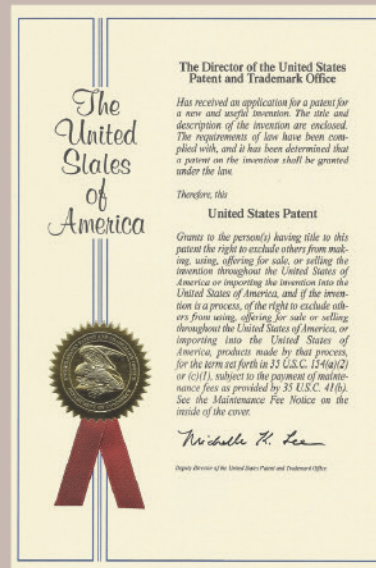 The
United
States
of
America
The Director of the United States
Patent and Trademark Office
Has received an application for a patent for
a new and useful invention. The title and
description of the invention are enclosed.
The requirements of law have been com-
plied with, and it has been determined that
a patent on the invention shall be granted
under the law.
Therefore, this
United States Patent
Grants to the person(s) having title to this
patent the right to exclude others from mak-
ing, using, offering for sale, or selling the
invention throughout the United States of
America or importing the invention into the
United States of America, and if the inven-
tion is a process, of the right to exclude oth-
ers from using, offering for sale or selling
throughout the United States of America, or
importing into the United States of
America, products made by that process,
for the term set forth in 35 U.S.C. 154(a)(2)
or (c)(1), subject to the payment of mainte-
nance fees as provided by 35 U.S.C. 41(b).
See the Maintenance Fee Notice on the
inside of the cover.
Michelle K. Lee
Deputy Director of the United States Patent and Trademark Office